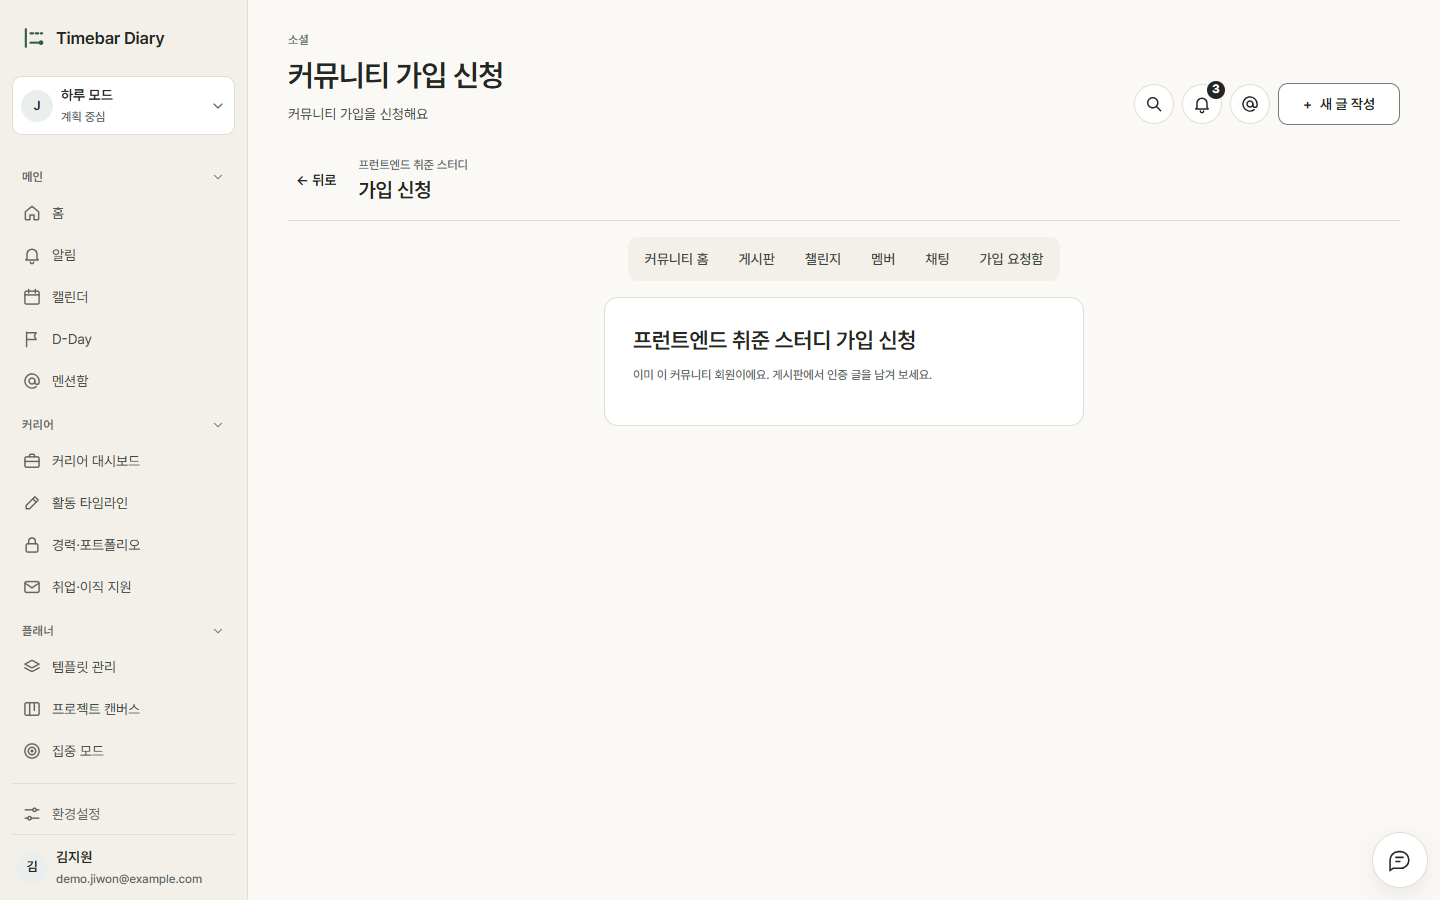 Timebar Diary
J
하루 모드
계획 중심
메인
홈
알림
캘린더
D-Day
멘션함
커리어
커리어 대시보드
활동 타임라인
경력·포트폴리오
취업·이직 지원
플래너
템플릿 관리
프로젝트 캔버스
집중 모드
환경설정
김
김지원
demo.jiwon@example.com
소셜
커뮤니티 가입 신청
커뮤니티 가입을 신청해요
3
+ 새 글 작성
← 뒤로
프런트엔드 취준 스터디
가입 신청
커뮤니티 홈 게시판 챌린지 멤버 채팅 가입 요청함
프런트엔드 취준 스터디 가입 신청
이미 이 커뮤니티 회원이에요. 게시판에서 인증 글을 남겨 보세요.